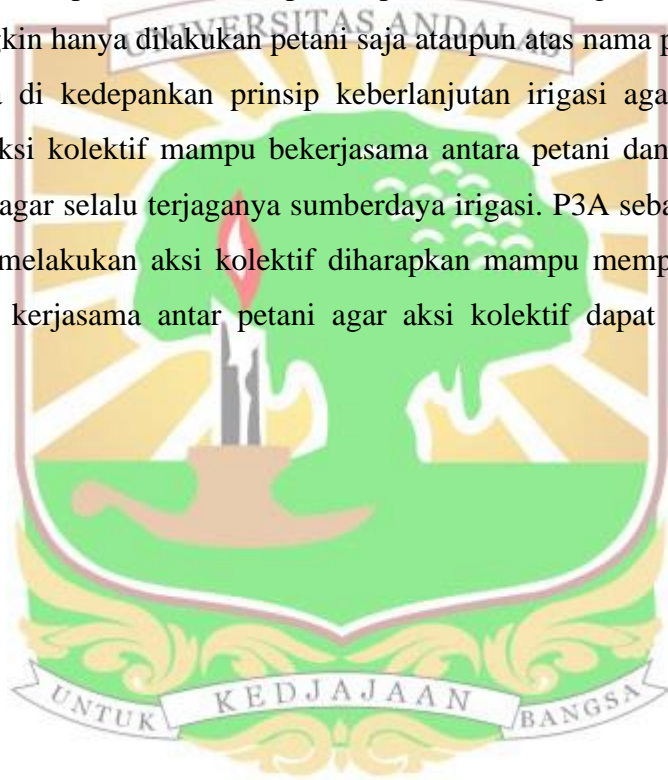 UNIVERSITAS ANDALAS
gkin hanya dilakukan petani saja ataupun atas nama p
a di kedepankan prinsip keberlanjutan irigasi aga
ksi kolektif mampu bekerjasama antara petani dan
agar selalu terjaganya sumberdaya irigasi. P3A seba
melakukan aksi kolektif diharapkan mampu memp
kerjasama antar petani agar aksi kolektif dapat
UNTUK KEDJAJAAN BANGSA